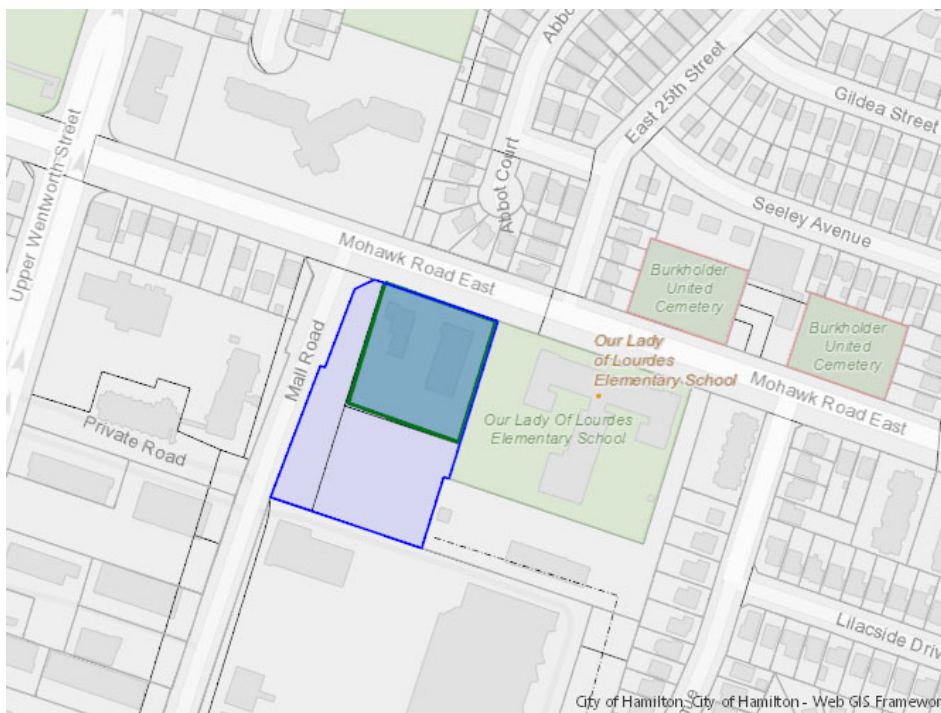 Abbot
East 25th Street
Gildea Street
Upper Wentworth Street
Abbot Court
Seeley Avenue
Mohawk Road East
Burkholder
United
Cemetery
Burkholder
United
Cemetery
Our Lady
of Lourdes
Elementary School
Mall Road
Mohawk Road East
Our Lady Of Lourdes
Elementary School
Private Road
Lilacside
City of Hamilton, City of Hamilton - Web GIS